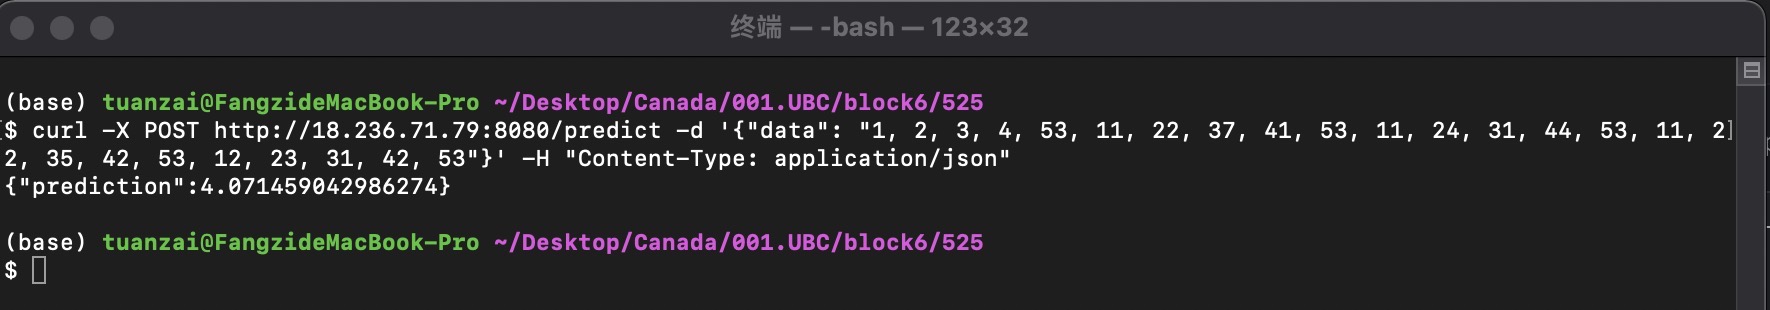 终端 — -bash — 123×32
(base) tuanzai@FangzideMacBook-Pro ~/Desktop/Canada/001.UBC/block6/525
$ curl -X POST http://18.236.71.79:8080/predict -d '{"data": "1, 2, 3, 4, 53, 11, 22, 37, 41, 53, 11, 24, 31, 44, 53, 11, 2
2, 35, 42, 53, 12, 23, 31, 42, 53"}' -H "Content-Type: application/json"
{"prediction":4.071459042986274}
(base) tuanzai@FangzideMacBook-Pro ~/Desktop/Canada/001.UBC/block6/525
$